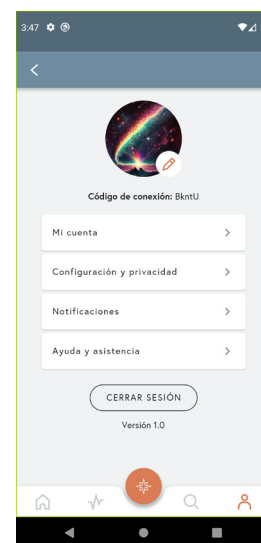 3:47
Código de conexión: BkntU
Mi cuenta
Configuración y privacidad
Notificaciones
Ayuda y asistencia
CERRAR SESIÓN
Versión 1.0